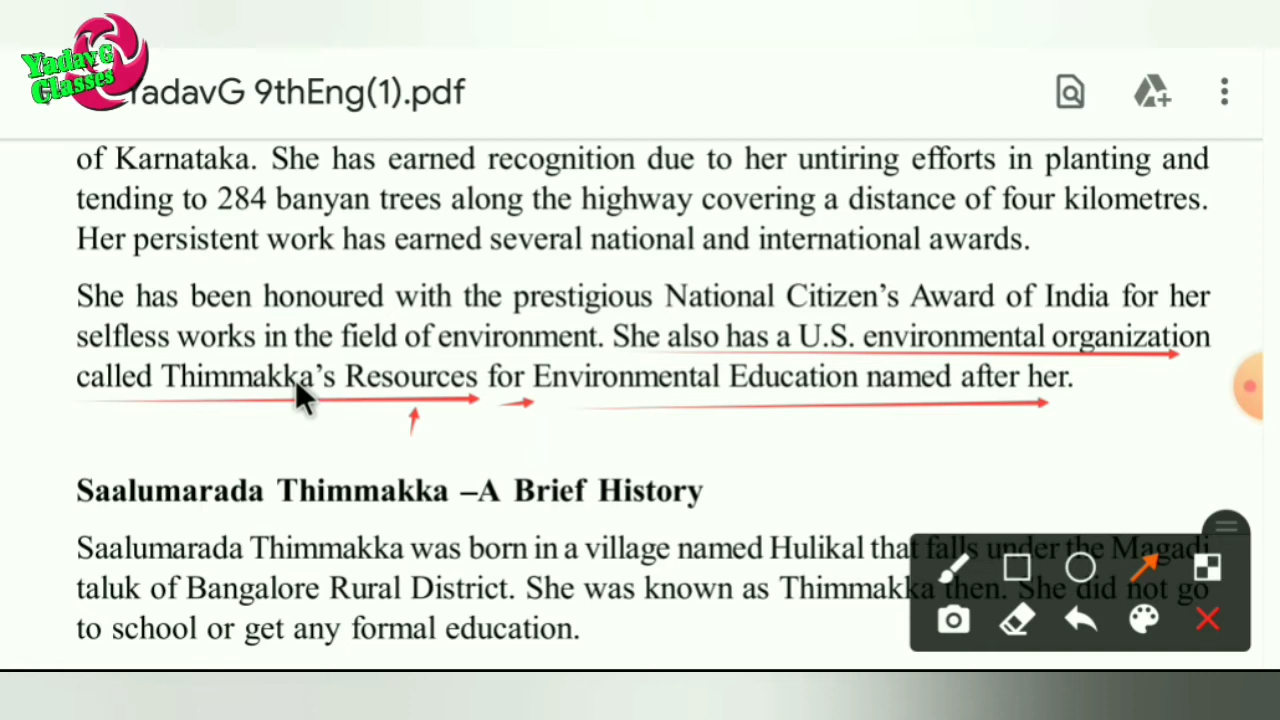 YadavG
Classes
YadavG 9thEng(1).pdf
of Karnataka. She has earned recognition due to her untiring efforts in planting and
tending to 284 banyan trees along the highway covering a distance of four kilometres.
Her persistent work has earned several national and international awards.
She has been honoured with the prestigious National Citizen’s Award of India for her
selfless works in the field of environment. She also has a U.S. environmental organization
called Thimmakka’s Resources for Environmental Education named after her.
Saalumarada Thimmakka –A Brief History
Saalumarada Thimmakka was born in a village named Hulikal that falls under the Magadi
taluk of Bangalore Rural District. She was known as Thimmakka then. She did not go
to school or get any formal education.